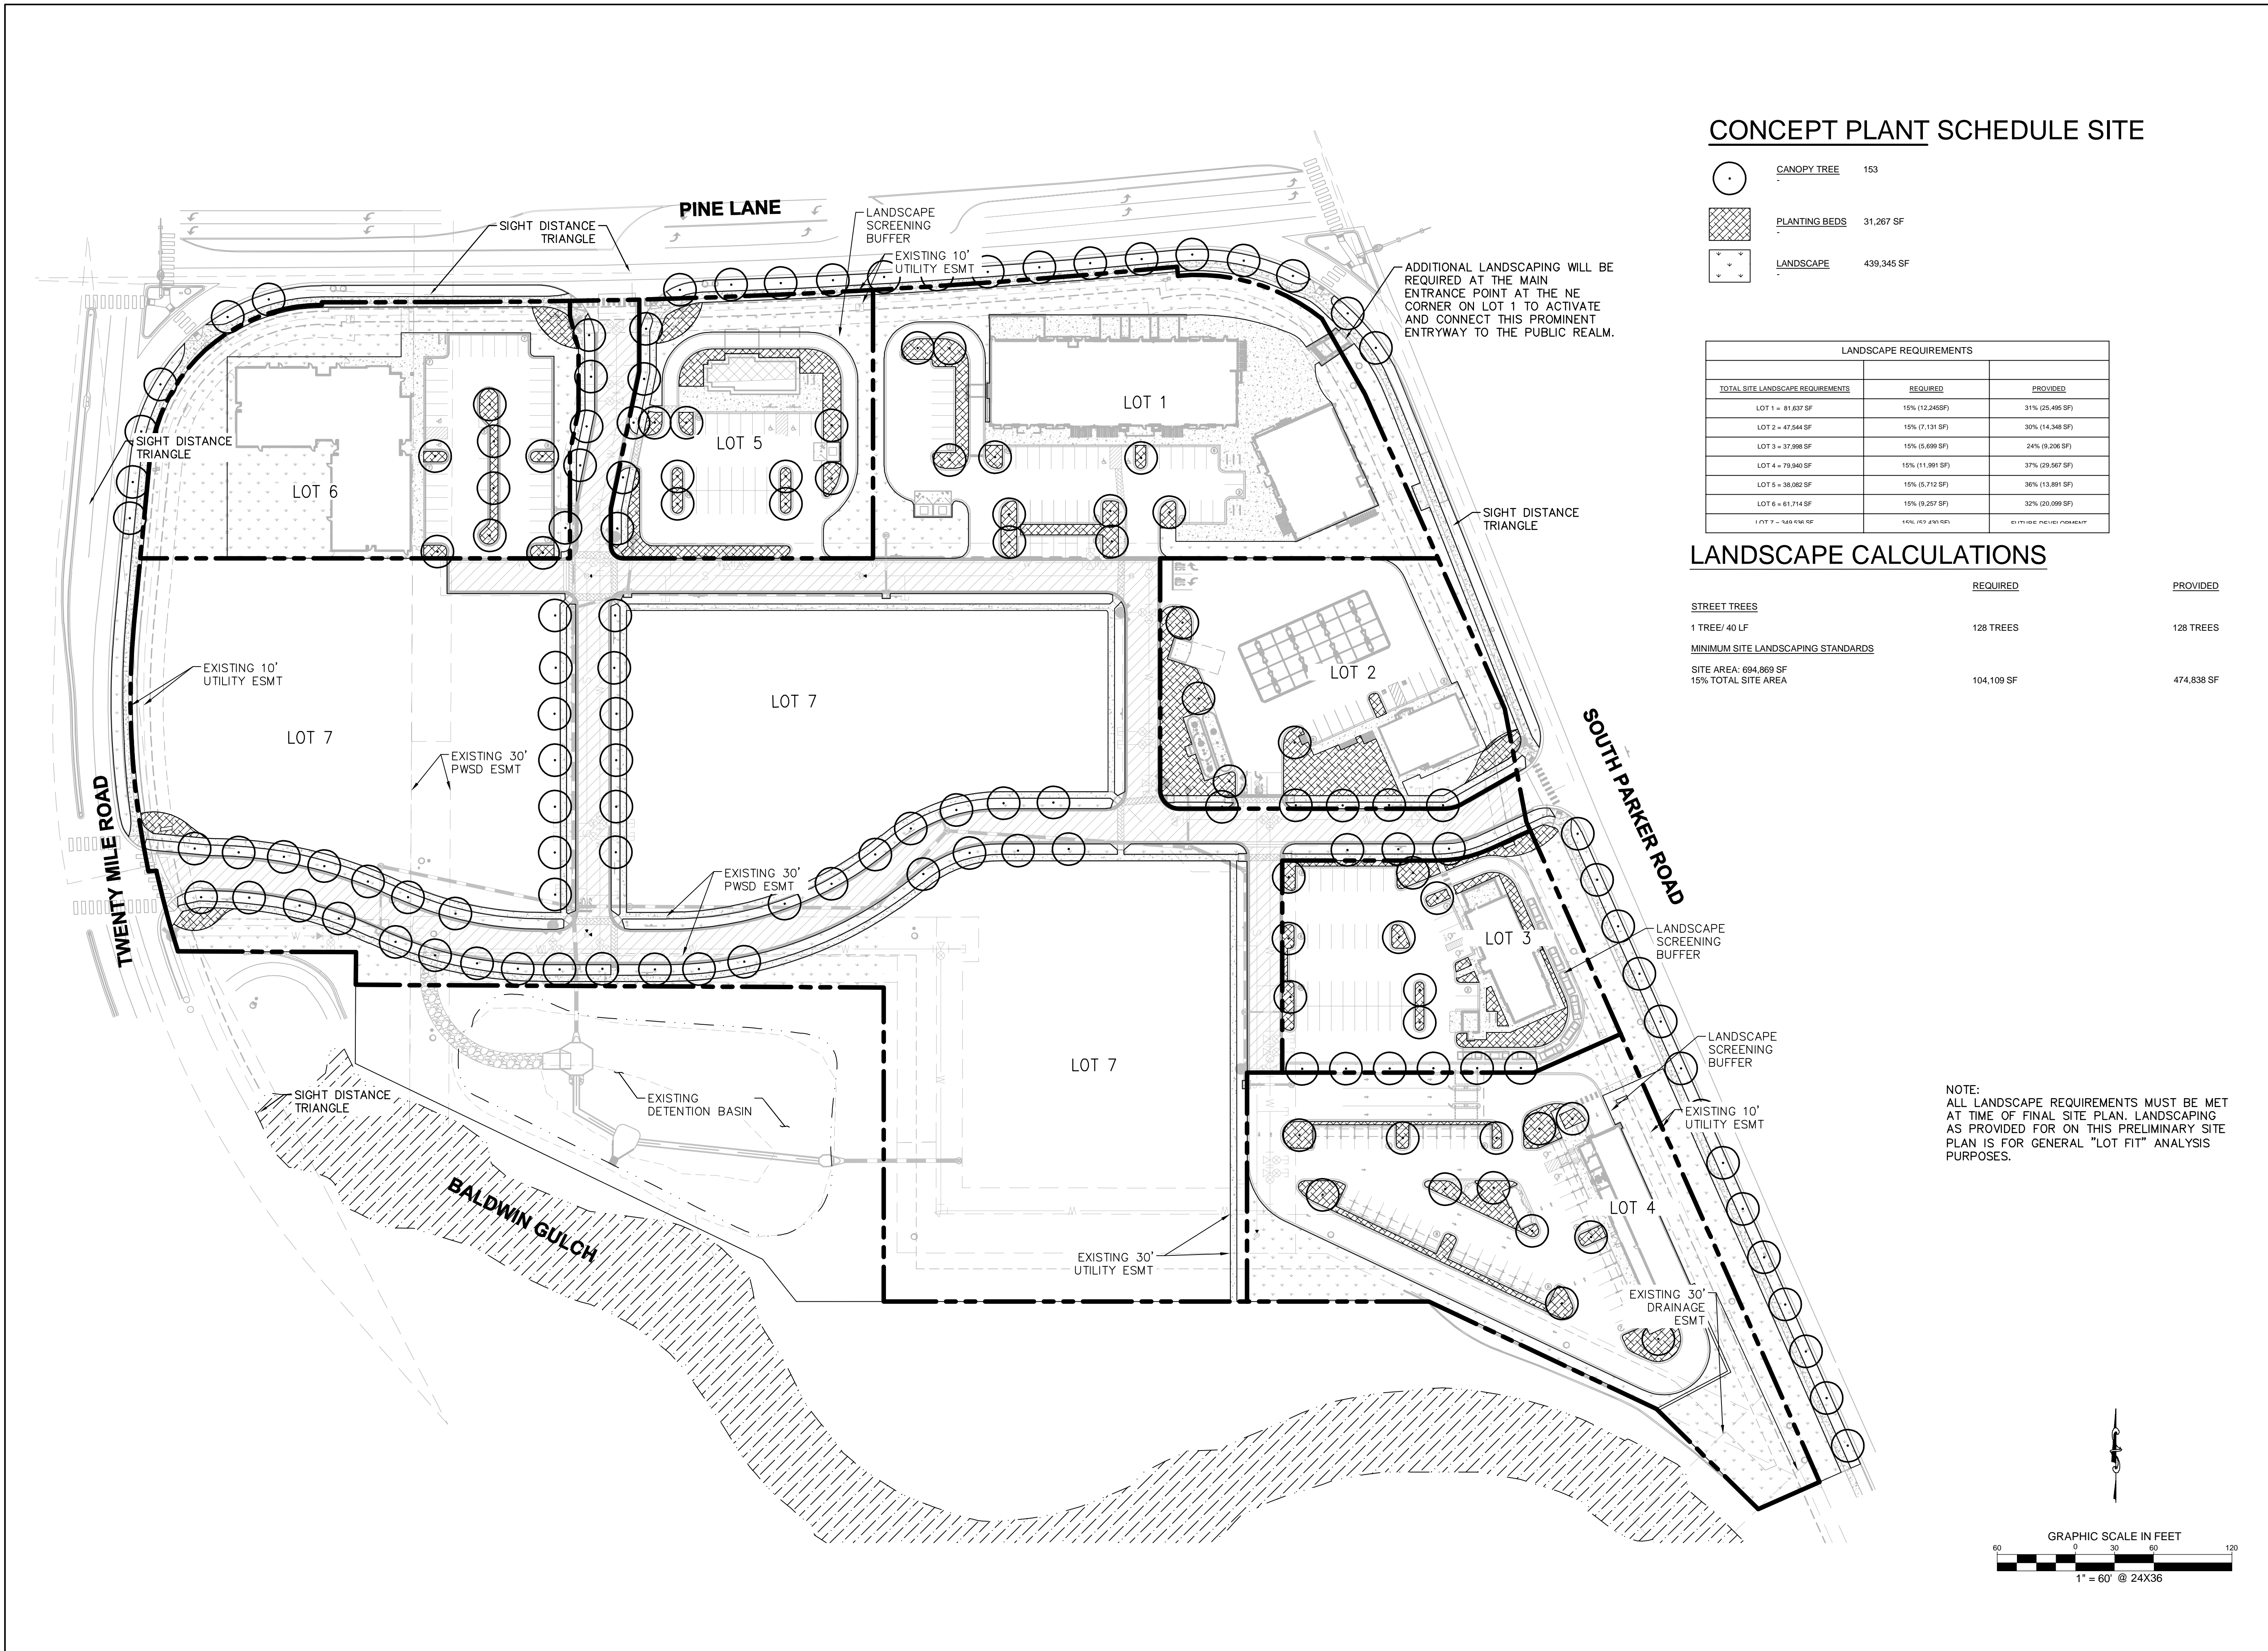 CONCEPT PLANT SCHEDULE SITE
CANOPY TREE 153
-
PLANTING BEDS 31,267 SF
-
LANDSCAPE 439,345 SF
-
PINE LANE
SIGHT DISTANCE
TRIANGLE
LANDSCAPE
SCREENING
BUFFER
EXISTING 10'
UTILITY ESMT
ADDITIONAL LANDSCAPING WILL BE
REQUIRED AT THE MAIN
ENTRANCE POINT AT THE NE
CORNER ON LOT 1 TO ACTIVATE
AND CONNECT THIS PROMINENT
ENTRYWAY TO THE PUBLIC REALM.
LANDSCAPE REQUIREMENTS
TOTAL SITE LANDSCAPE REQUIREMENTS REQUIRED PROVIDED
LOT 1 = 81,637 SF 15% (12,245SF) 31% (25,495 SF)
LOT 2 = 47,544 SF 15% (7,131 SF) 30% (14,348 SF)
LOT 3 = 37,998 SF 15% (5,699 SF) 24% (9,206 SF)
LOT 4 = 79,940 SF 15% (11,991 SF) 37% (29,567 SF)
LOT 5 = 38,082 SF 15% (5,712 SF) 36% (13,891 SF)
LOT 6 = 61,714 SF 15% (9,257 SF) 32% (20,099 SF)
LOT 7 = 349,536 SF 15% (52,430 SF) FUTURE DEVELOPMENT
LANDSCAPE CALCULATIONS
REQUIRED PROVIDED
STREET TREES
1 TREE/ 40 LF 128 TREES 128 TREES
MINIMUM SITE LANDSCAPING STANDARDS
SITE AREA: 694,869 SF
15% TOTAL SITE AREA 104,109 SF 474,838 SF
LOT 1
LOT 5
SIGHT DISTANCE
TRIANGLE
LOT 6
SIGHT DISTANCE
TRIANGLE
EXISTING 10'
UTILITY ESMT
LOT 2
LOT 7
LOT 7
EXISTING 30'
PWSD ESMT
SOUTH PARKER ROAD
TWENTY MILE ROAD
EXISTING 30'
PWSD ESMT
LOT 3
LANDSCAPE
SCREENING
BUFFER
LOT 7
LANDSCAPE
SCREENING
BUFFER
SIGHT DISTANCE
TRIANGLE
EXISTING
DETENTION BASIN
EXISTING 10'
UTILITY ESMT
NOTE:
ALL LANDSCAPE REQUIREMENTS MUST BE MET
AT TIME OF FINAL SITE PLAN. LANDSCAPING
AS PROVIDED FOR ON THIS PRELIMINARY SITE
PLAN IS FOR GENERAL "LOT FIT" ANALYSIS
PURPOSES.
BALDWIN GULCH
LOT 4
EXISTING 30'
UTILITY ESMT
EXISTING 30'
DRAINAGE
ESMT
GRAPHIC SCALE IN FEET
60 0 30 60 120
1" = 60' @ 24X36